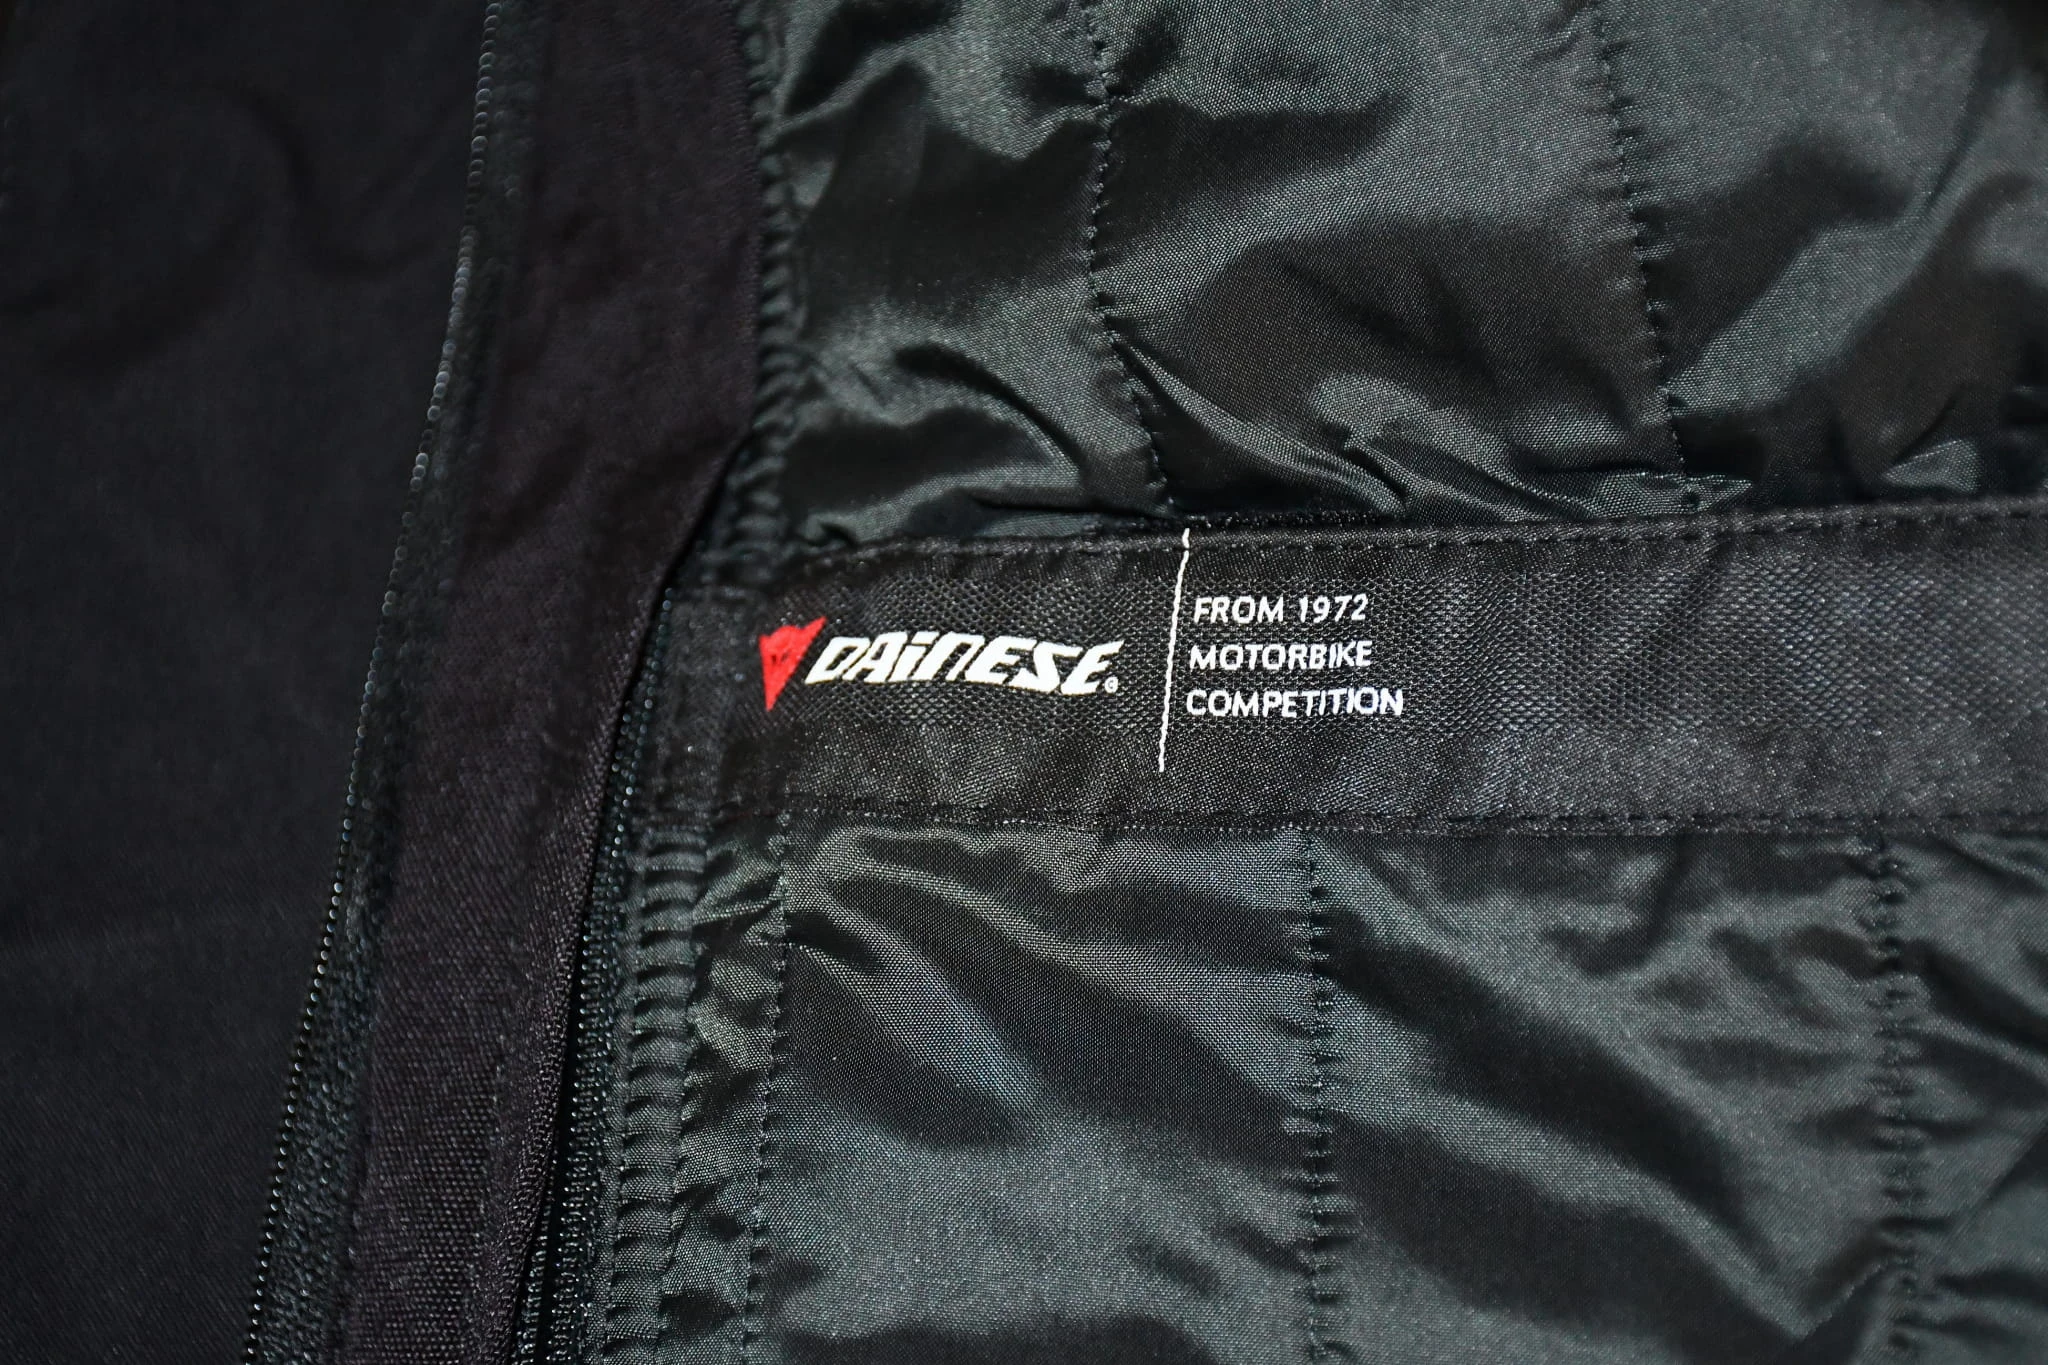 DAINESE
FROM 1972
MOTORBIKE
COMPETITION